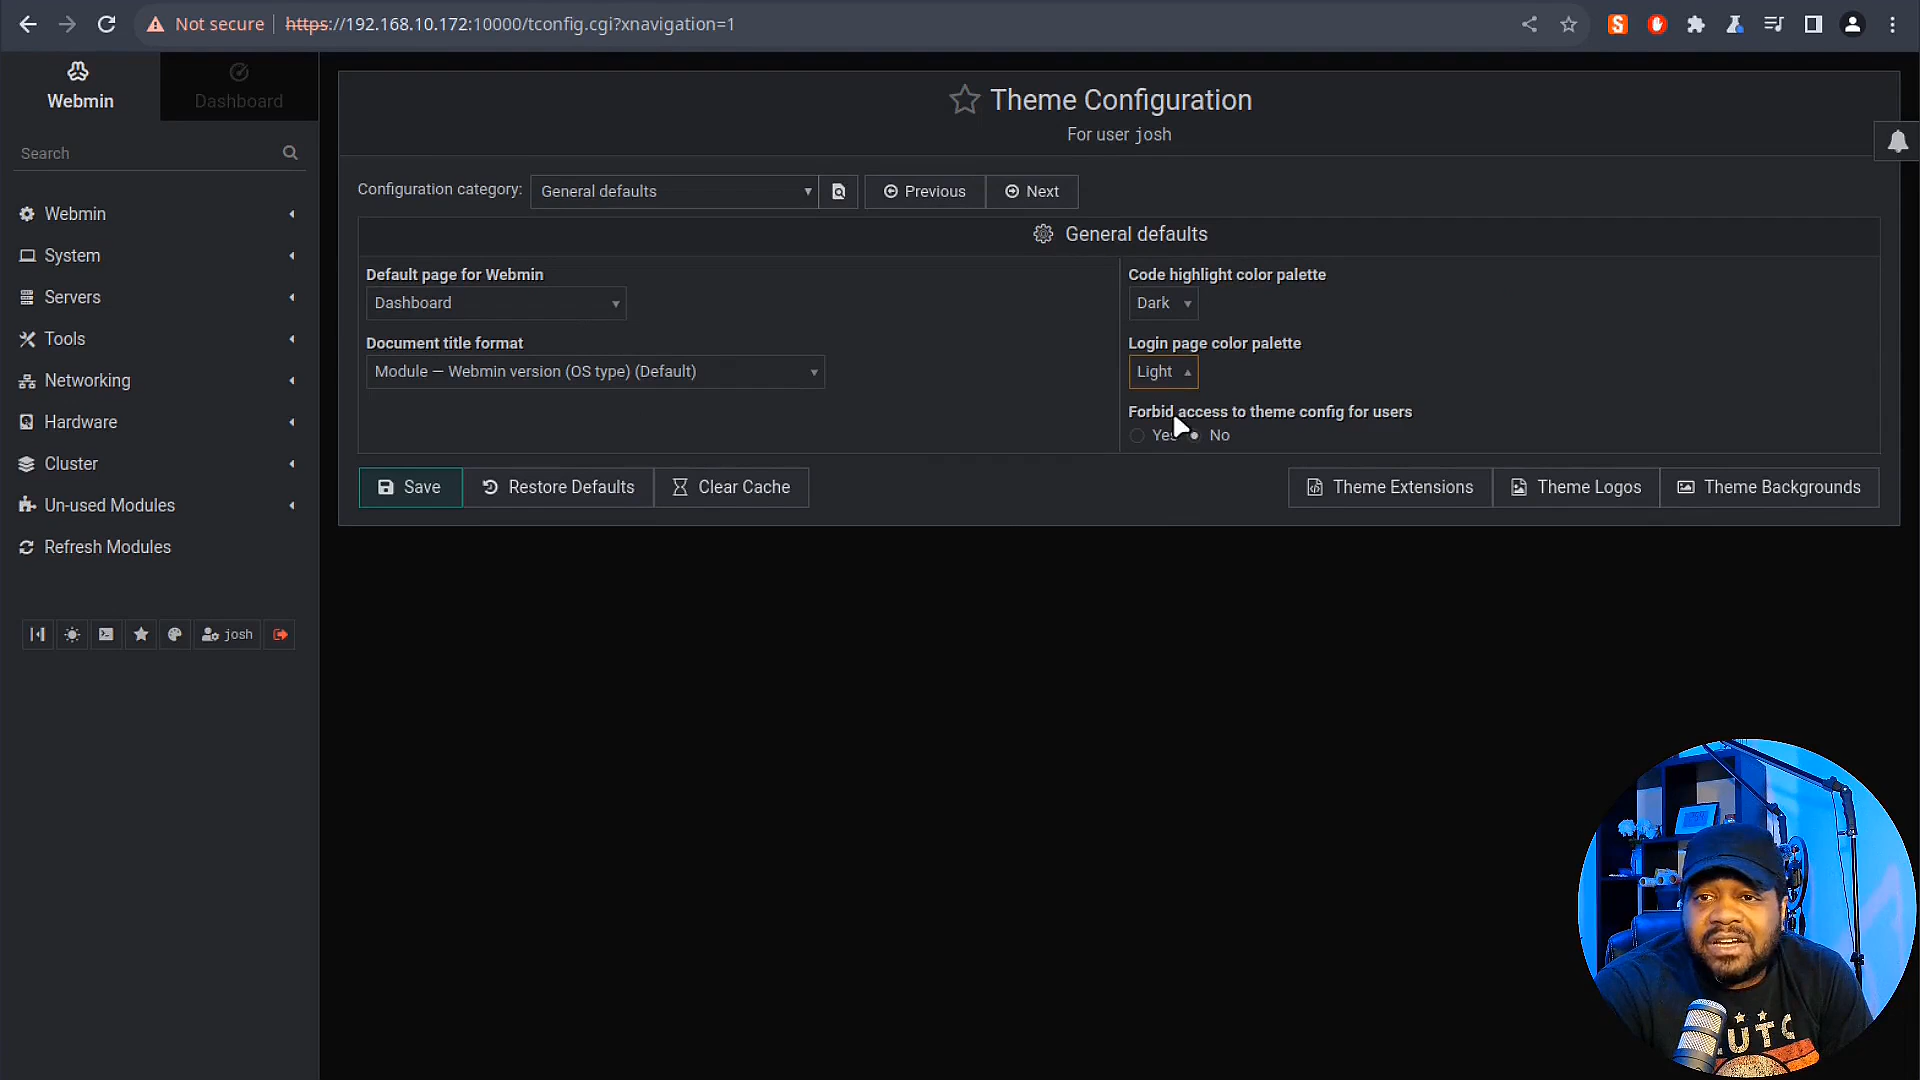 Not secure https://192.168.10.172:10000/tconfig.cgi?xnavigation=1
Webmin
Dashboard
Search
Webmin
System
Servers
Tools
Networking
Hardware
Cluster
Un-used Modules
Refresh Modules
josh
Theme Configuration
For user josh
Configuration category: General defaults Previous Next
General defaults
Default page for Webmin
Dashboard
Document title format
Module — Webmin version (OS type) (Default)
Code highlight color palette
Dark
Login page color palette
Light
Forbid access to theme config for users
Yes No
Save Restore Defaults Clear Cache Theme Extensions Theme Logos Theme Backgrounds